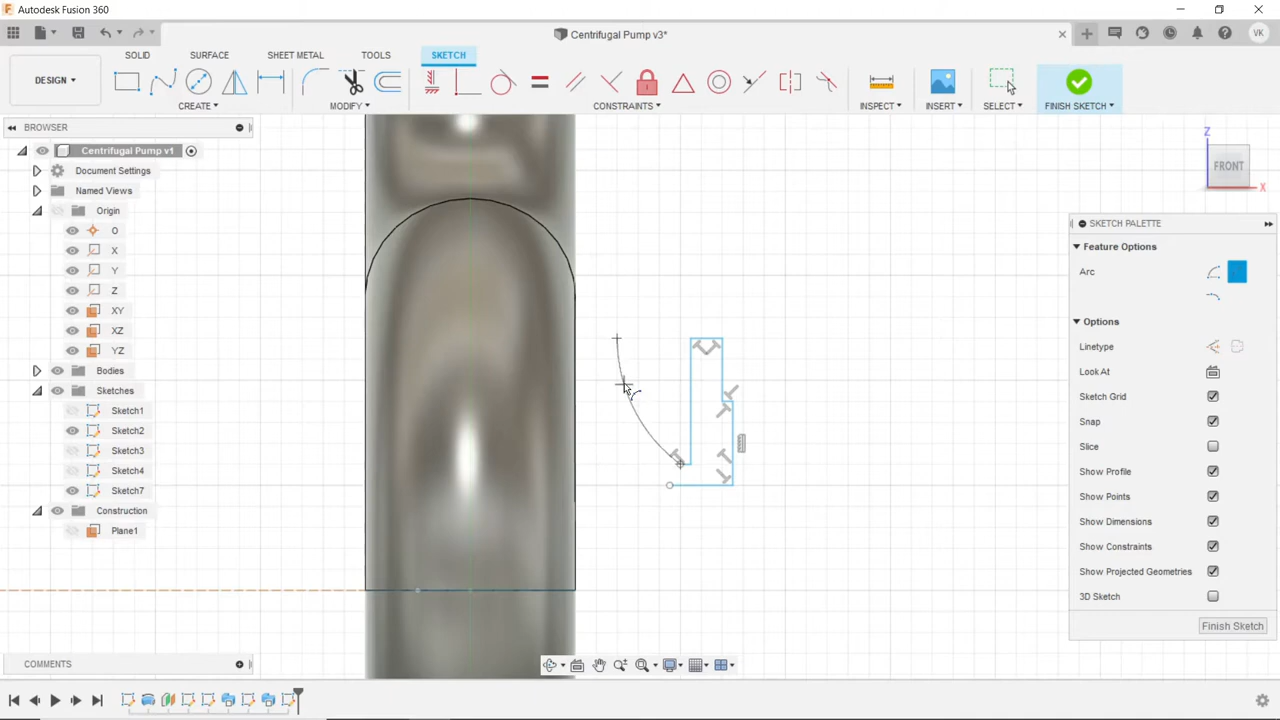 Autodesk Fusion 360
Centrifugal Pump v3*
VK
DESIGN
SOLID
SURFACE
SHEET METAL
TOOLS
SKETCH
CREATE
MODIFY
CONSTRAINTS
INSPECT
INSERT
SELECT
FINISH SKETCH
BROWSER
Centrifugal Pump v1
Document Settings
Named Views
Origin
O
X
Y
Z
XY
XZ
YZ
Bodies
Sketches
Sketch1
Sketch2
Sketch3
Sketch4
Sketch7
Construction
Plane1
Z
FRONT
X
SKETCH PALETTE
Feature Options
Arc
Options
Linetype
Look At
Sketch Grid
Snap
Slice
Show Profile
Show Points
Show Dimensions
Show Constraints
Show Projected Geometries
3D Sketch
Finish Sketch
COMMENTS